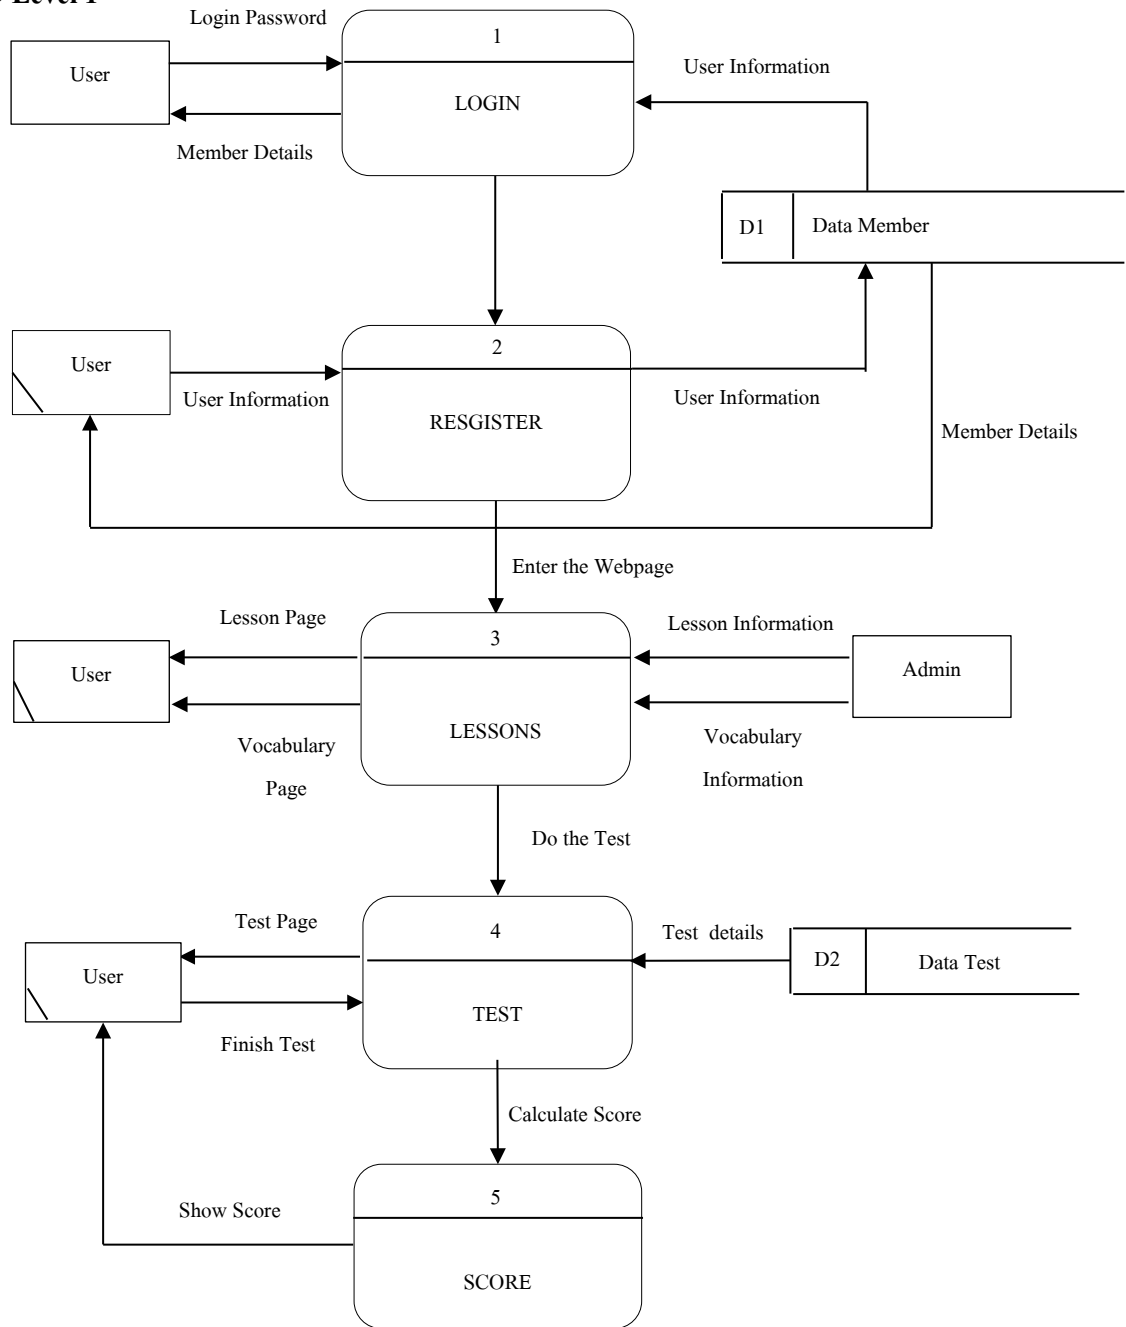 Level 1
Login Password
1
User
User Information
LOGIN
Member Details
D1
Data Member
2
User
User Information
User Information
RESGISTER
Member Details
Enter the Webpage
Lesson Page
Lesson Information
3
User
Admin
LESSONS
Vocabulary
Page
Vocabulary
Information
Do the Test
Test Page
4
Test details
User
D2
Data Test
TEST
Finish Test
Calculate Score
5
Show Score
SCORE